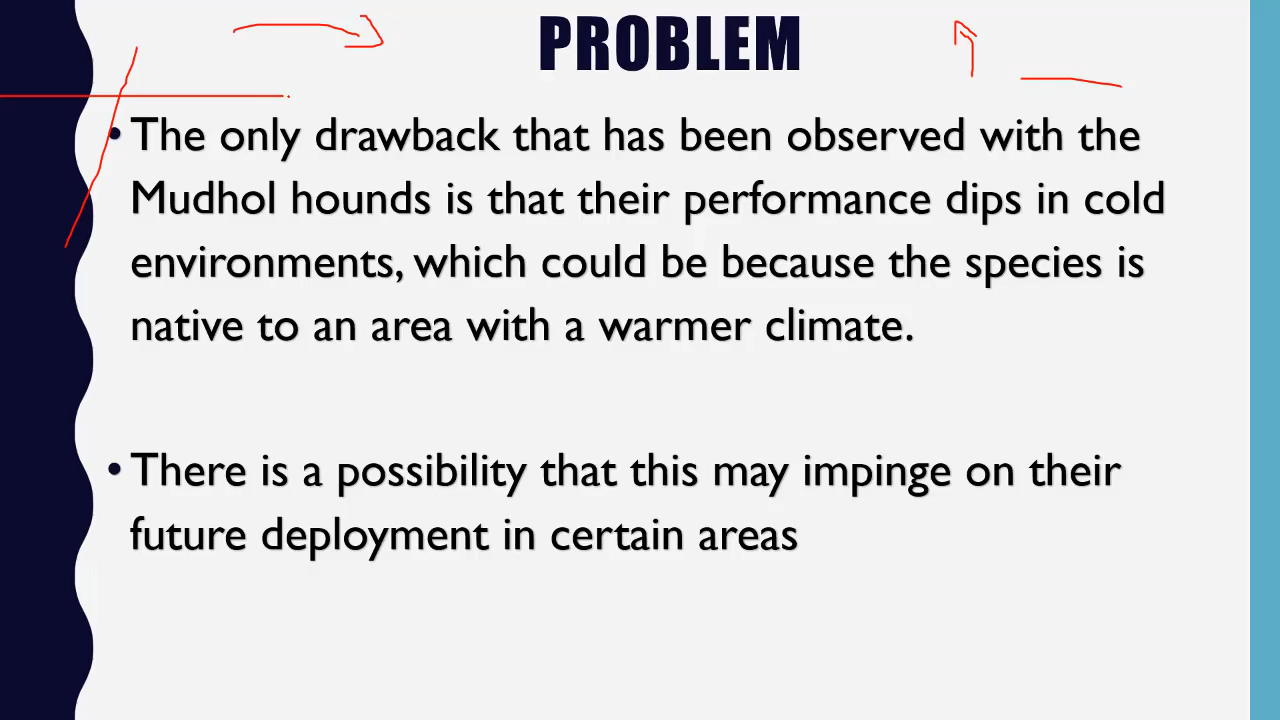 PROBLEM
• The only drawback that has been observed with the
Mudhol hounds is that their performance dips in cold
environments, which could be because the species is
native to an area with a warmer climate.
• There is a possibility that this may impinge on their
future deployment in certain areas